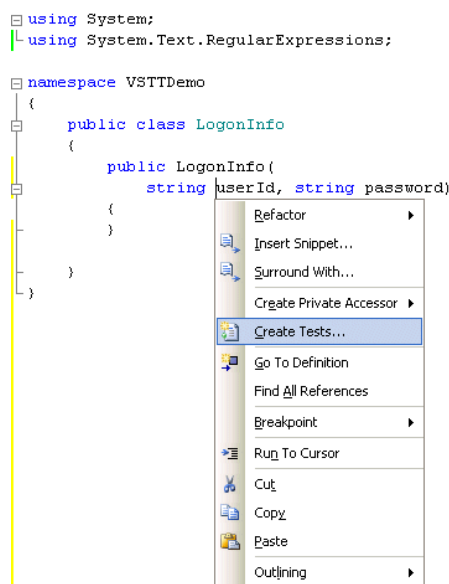 using System;
using System.Text.RegularExpressions;
namespace VSTTDemo
{
public class LogonInfo
{
public LogonInfo(
string userId, string password)
{
}
}
}
Refactor
Insert Snippet...
Surround With...
Create Private Accessor
Create Tests...
Go To Definition
Find All References
Breakpoint
Run To Cursor
Cut
Copy
Paste
Outlining